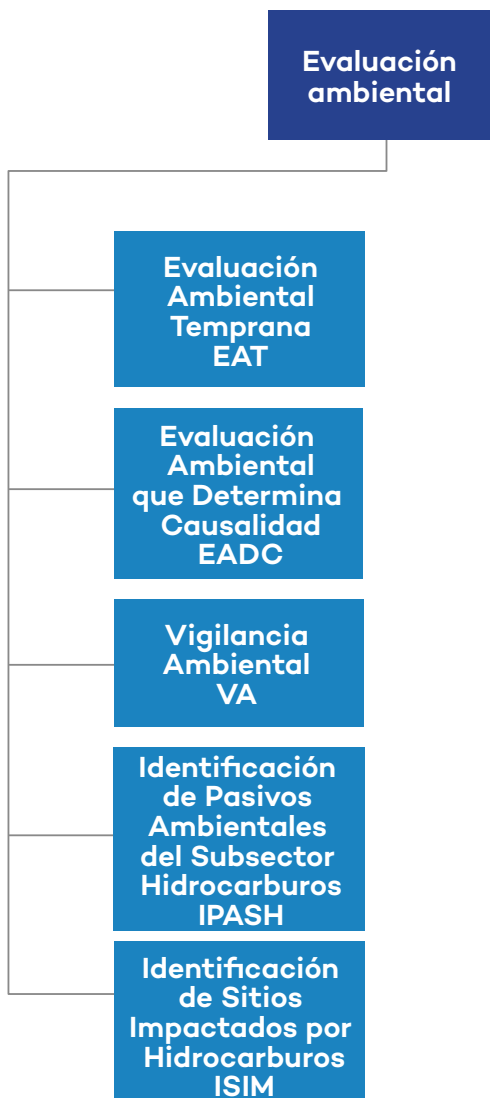 Evaluación
ambiental
Evaluación
Ambiental
Temprana
EAT
Evaluación
Ambiental
que Determina
Causalidad
EADC
Vigilancia
Ambiental
VA
Identificación
de Pasivos
Ambientales
del Subsector
Hidrocarburos
IPASH
Identificación
de Sitios
Impactados por
Hidrocarburos
ISIM